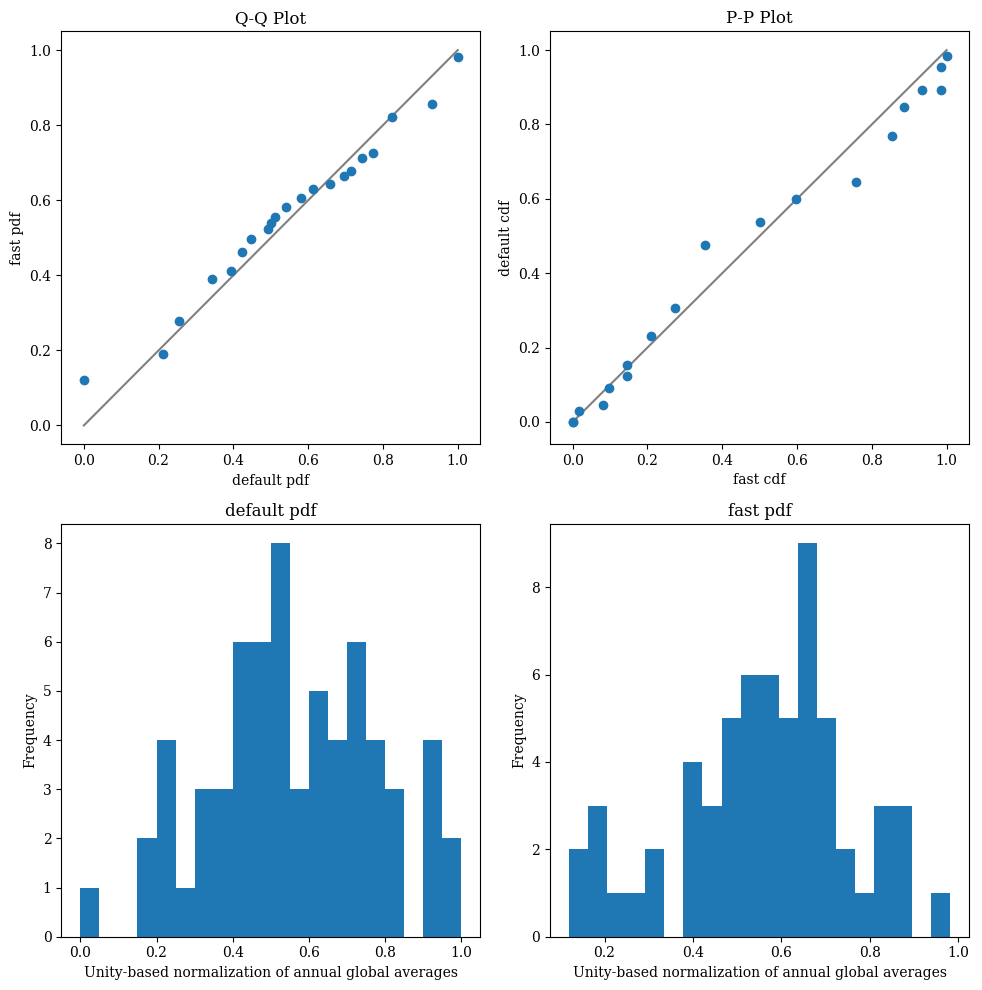 Q-Q Plot
1.0
0.8
0.6
0.4
0.2
0.0
fast pdf
0.0 0.2 0.4 0.6 0.8 1.0
default pdf
P-P Plot
1.0
0.8
0.6
0.4
0.2
0.0
default cdf
0.0 0.2 0.4 0.6 0.8 1.0
fast cdf
default pdf
8
7
6
5
4
3
2
1
0
Frequency
0.0 0.2 0.4 0.6 0.8 1.0
Unity-based normalization of annual global averages
fast pdf
8
6
4
2
0
Frequency
0.2 0.4 0.6 0.8 1.0
Unity-based normalization of annual global averages